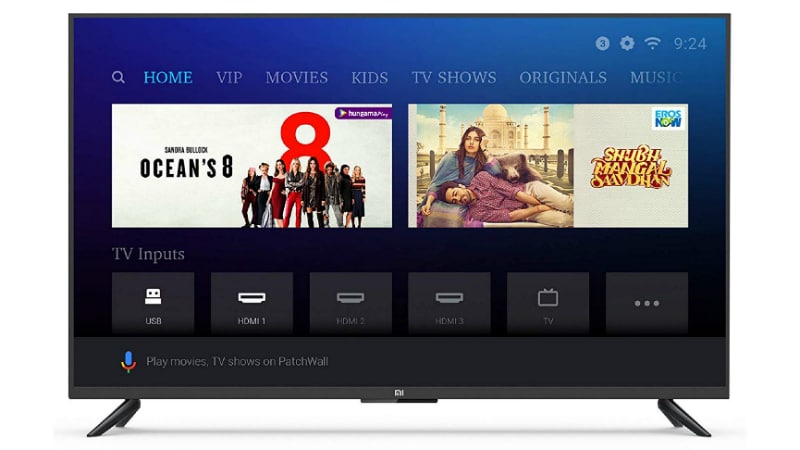 3 9:24
HOME VIP MOVIES KIDS TV SHOWS ORIGINALS MUSIC
hungama Play
SANDRA BULLOCK
OCEAN'S 8
8
EROS NOW
SHUBH MANGAL SAAVDHAN
TV Inputs
USB HDMI 1 HDMI 2 HDMI 3 TV
Play movies, TV shows on PatchWall
MI